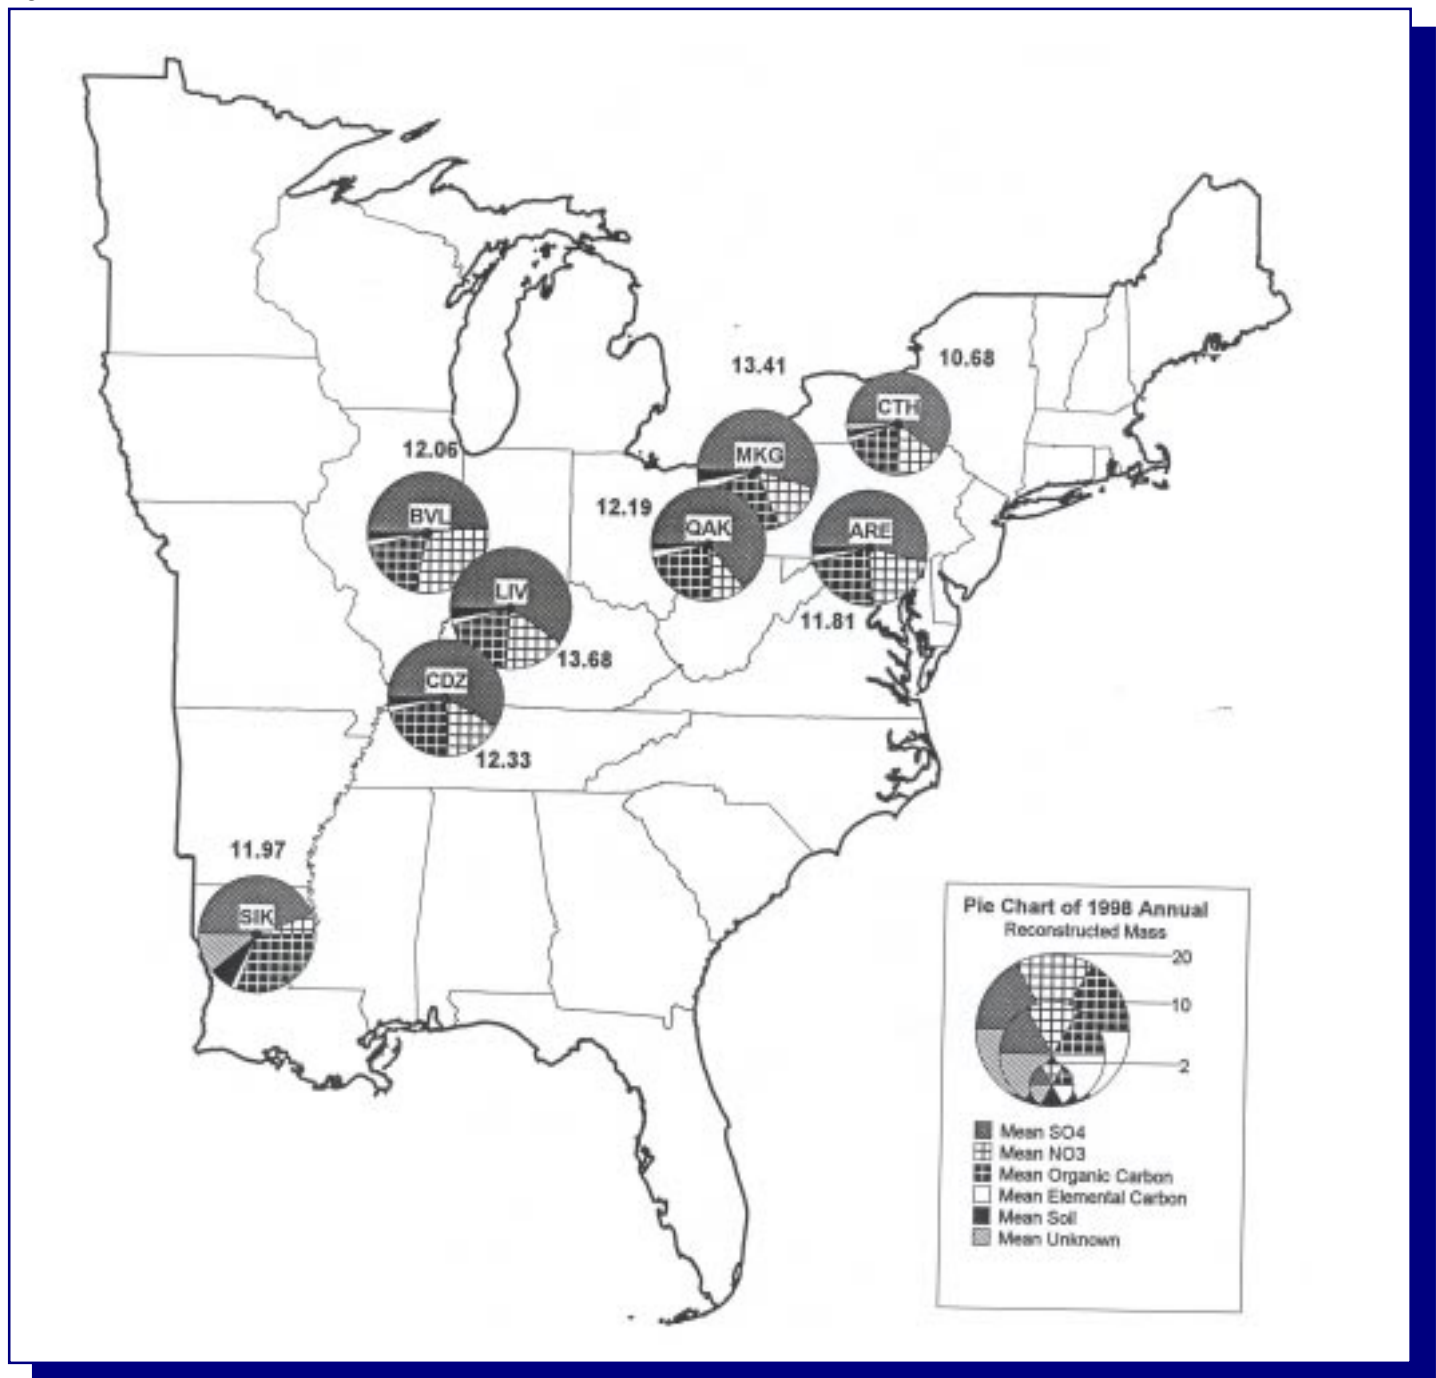 13.41
10.68
CTH
MKG
12.06
12.19
BVL
QAK
ARE
LIV
11.81
13.68
CDZ
12.33
11.97
SIK
Pie Chart of 1998 Annual
Reconstructed Mass
20
10
2
Mean SO4
Mean NO3
Mean Organic Carbon
Mean Elemental Carbon
Mean Soil
Mean Unknown